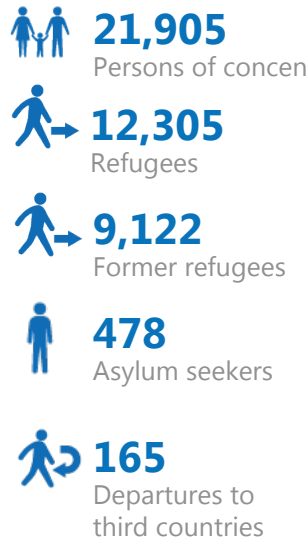 21,905
Persons of concen
12,305
Refugees
9,122
Former refugees
478
Asylum seekers
165
Departures to
third countries